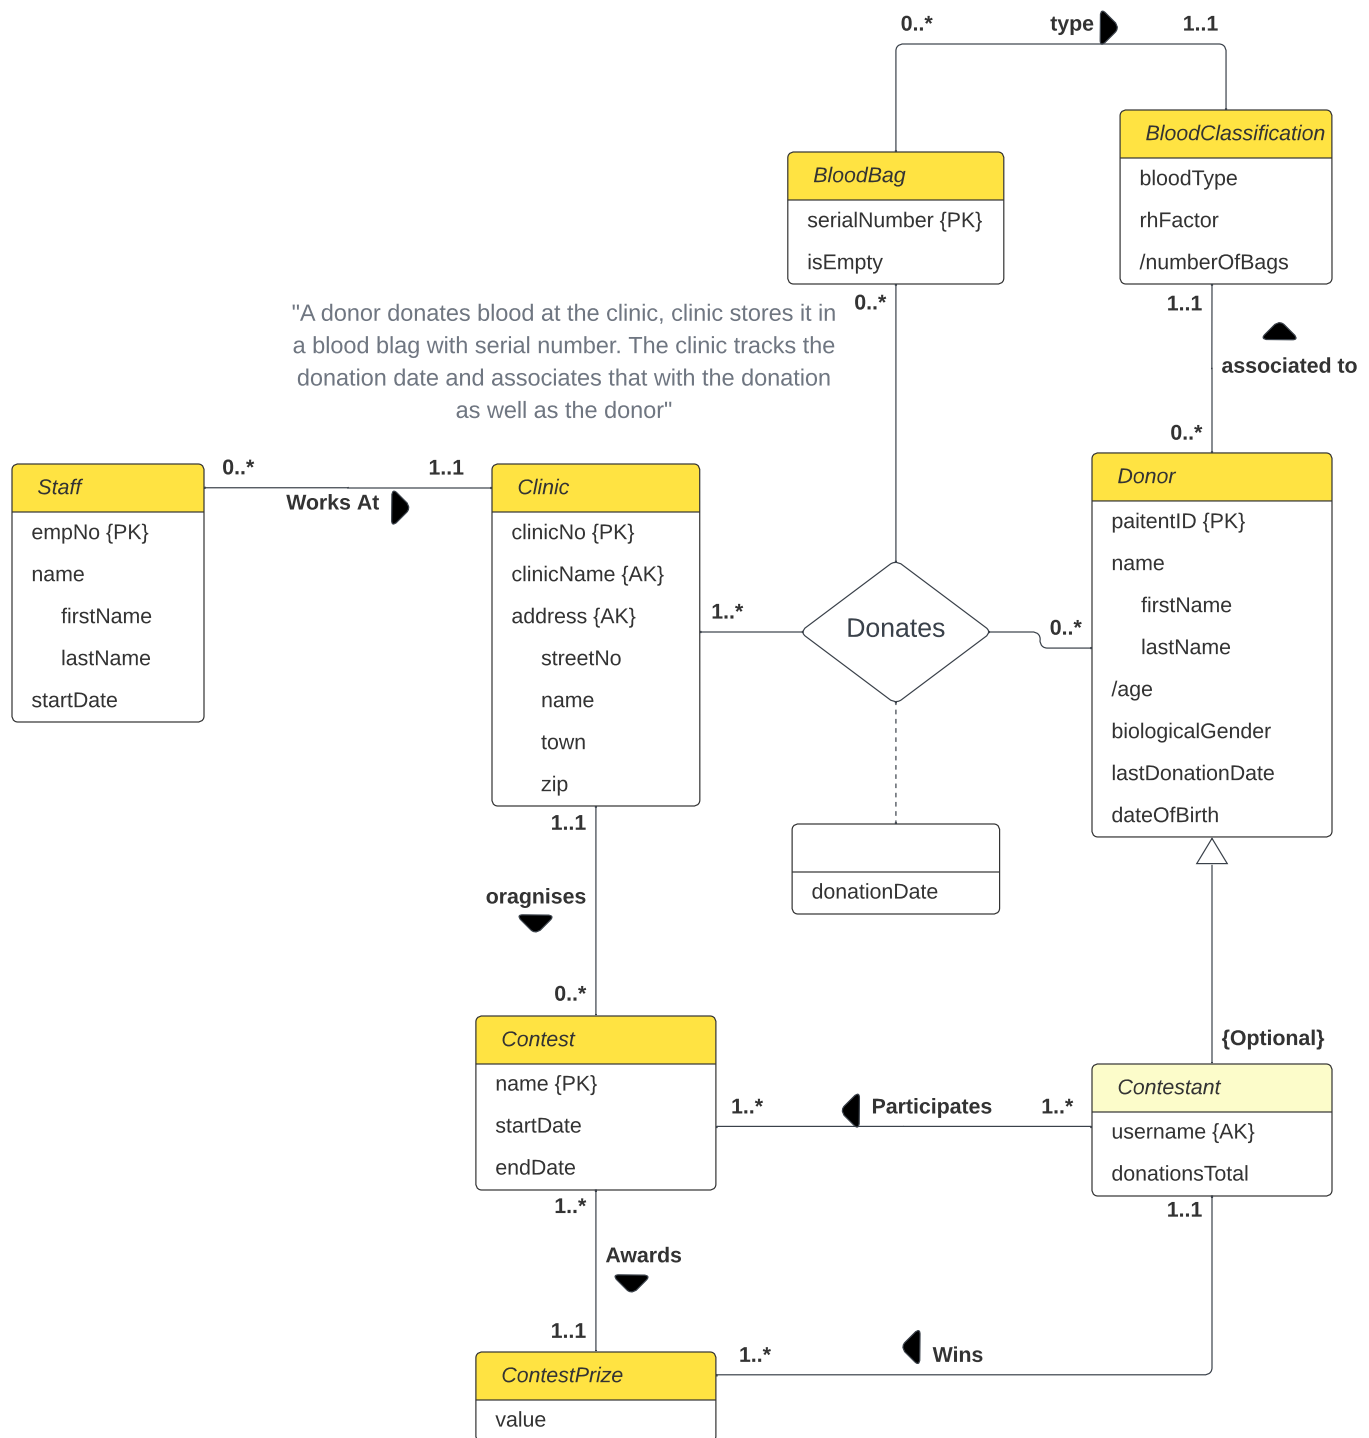 0..*
type
1..1
BloodClassification
bloodType
rhFactor
/numberOfBags
BloodBag
serialNumber {PK}
isEmpty
0..*
1..1
"A donor donates blood at the clinic, clinic stores it in
a blood blag with serial number. The clinic tracks the
donation date and associates that with the donation
as well as the donor"
associated to
0..*
Staff
empNo {PK}
name
firstName
lastName
startDate
0..*
Works At
1..1
Clinic
clinicNo {PK}
clinicName {AK}
address {AK}
streetNo
name
town
zip
1..*
Donates
0..*
Donor
paitentID {PK}
name
firstName
lastName
/age
biologicalGender
lastDonationDate
dateOfBirth
donationDate
1..1
oragnises
0..*
Contest
name {PK}
startDate
endDate
1..*
Participates
1..*
{Optional}
Contestant
username {AK}
donationsTotal
1..*
Awards
1..1
1..1
1..*
Wins
ContestPrize
value